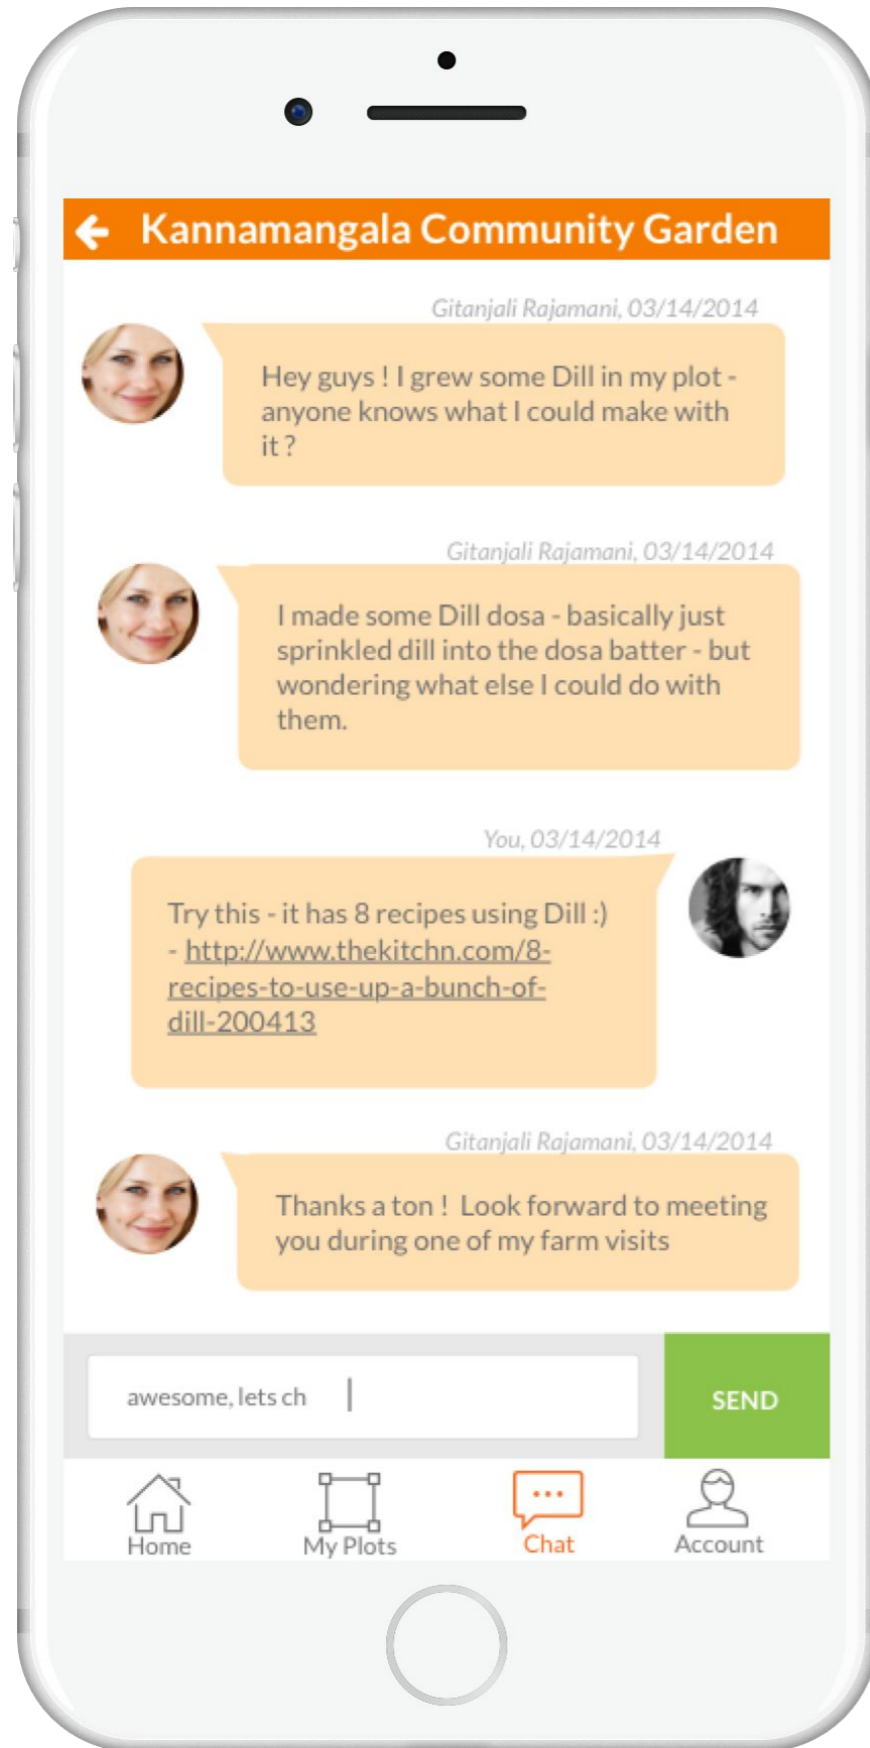 Kannamangala Community Garden
Gitanjali Rajamani, 03/14/2014
Hey guys ! I grew some Dill in my plot -
anyone knows what I could make with
it ?
Gitanjali Rajamani, 03/14/2014
I made some Dill dosa - basically just
sprinkled dill into the dosa batter - but
wondering what else I could do with
them.
You, 03/14/2014
Try this - it has 8 recipes using Dill :)
- http://www.thekitchn.com/8-
recipes-to-use-up-a-bunch-of-
dill-200413
Gitanjali Rajamani, 03/14/2014
Thanks a ton !  Look forward to meeting
you during one of my farm visits
awesome, lets ch
SEND
Home
My Plots
Chat
Account